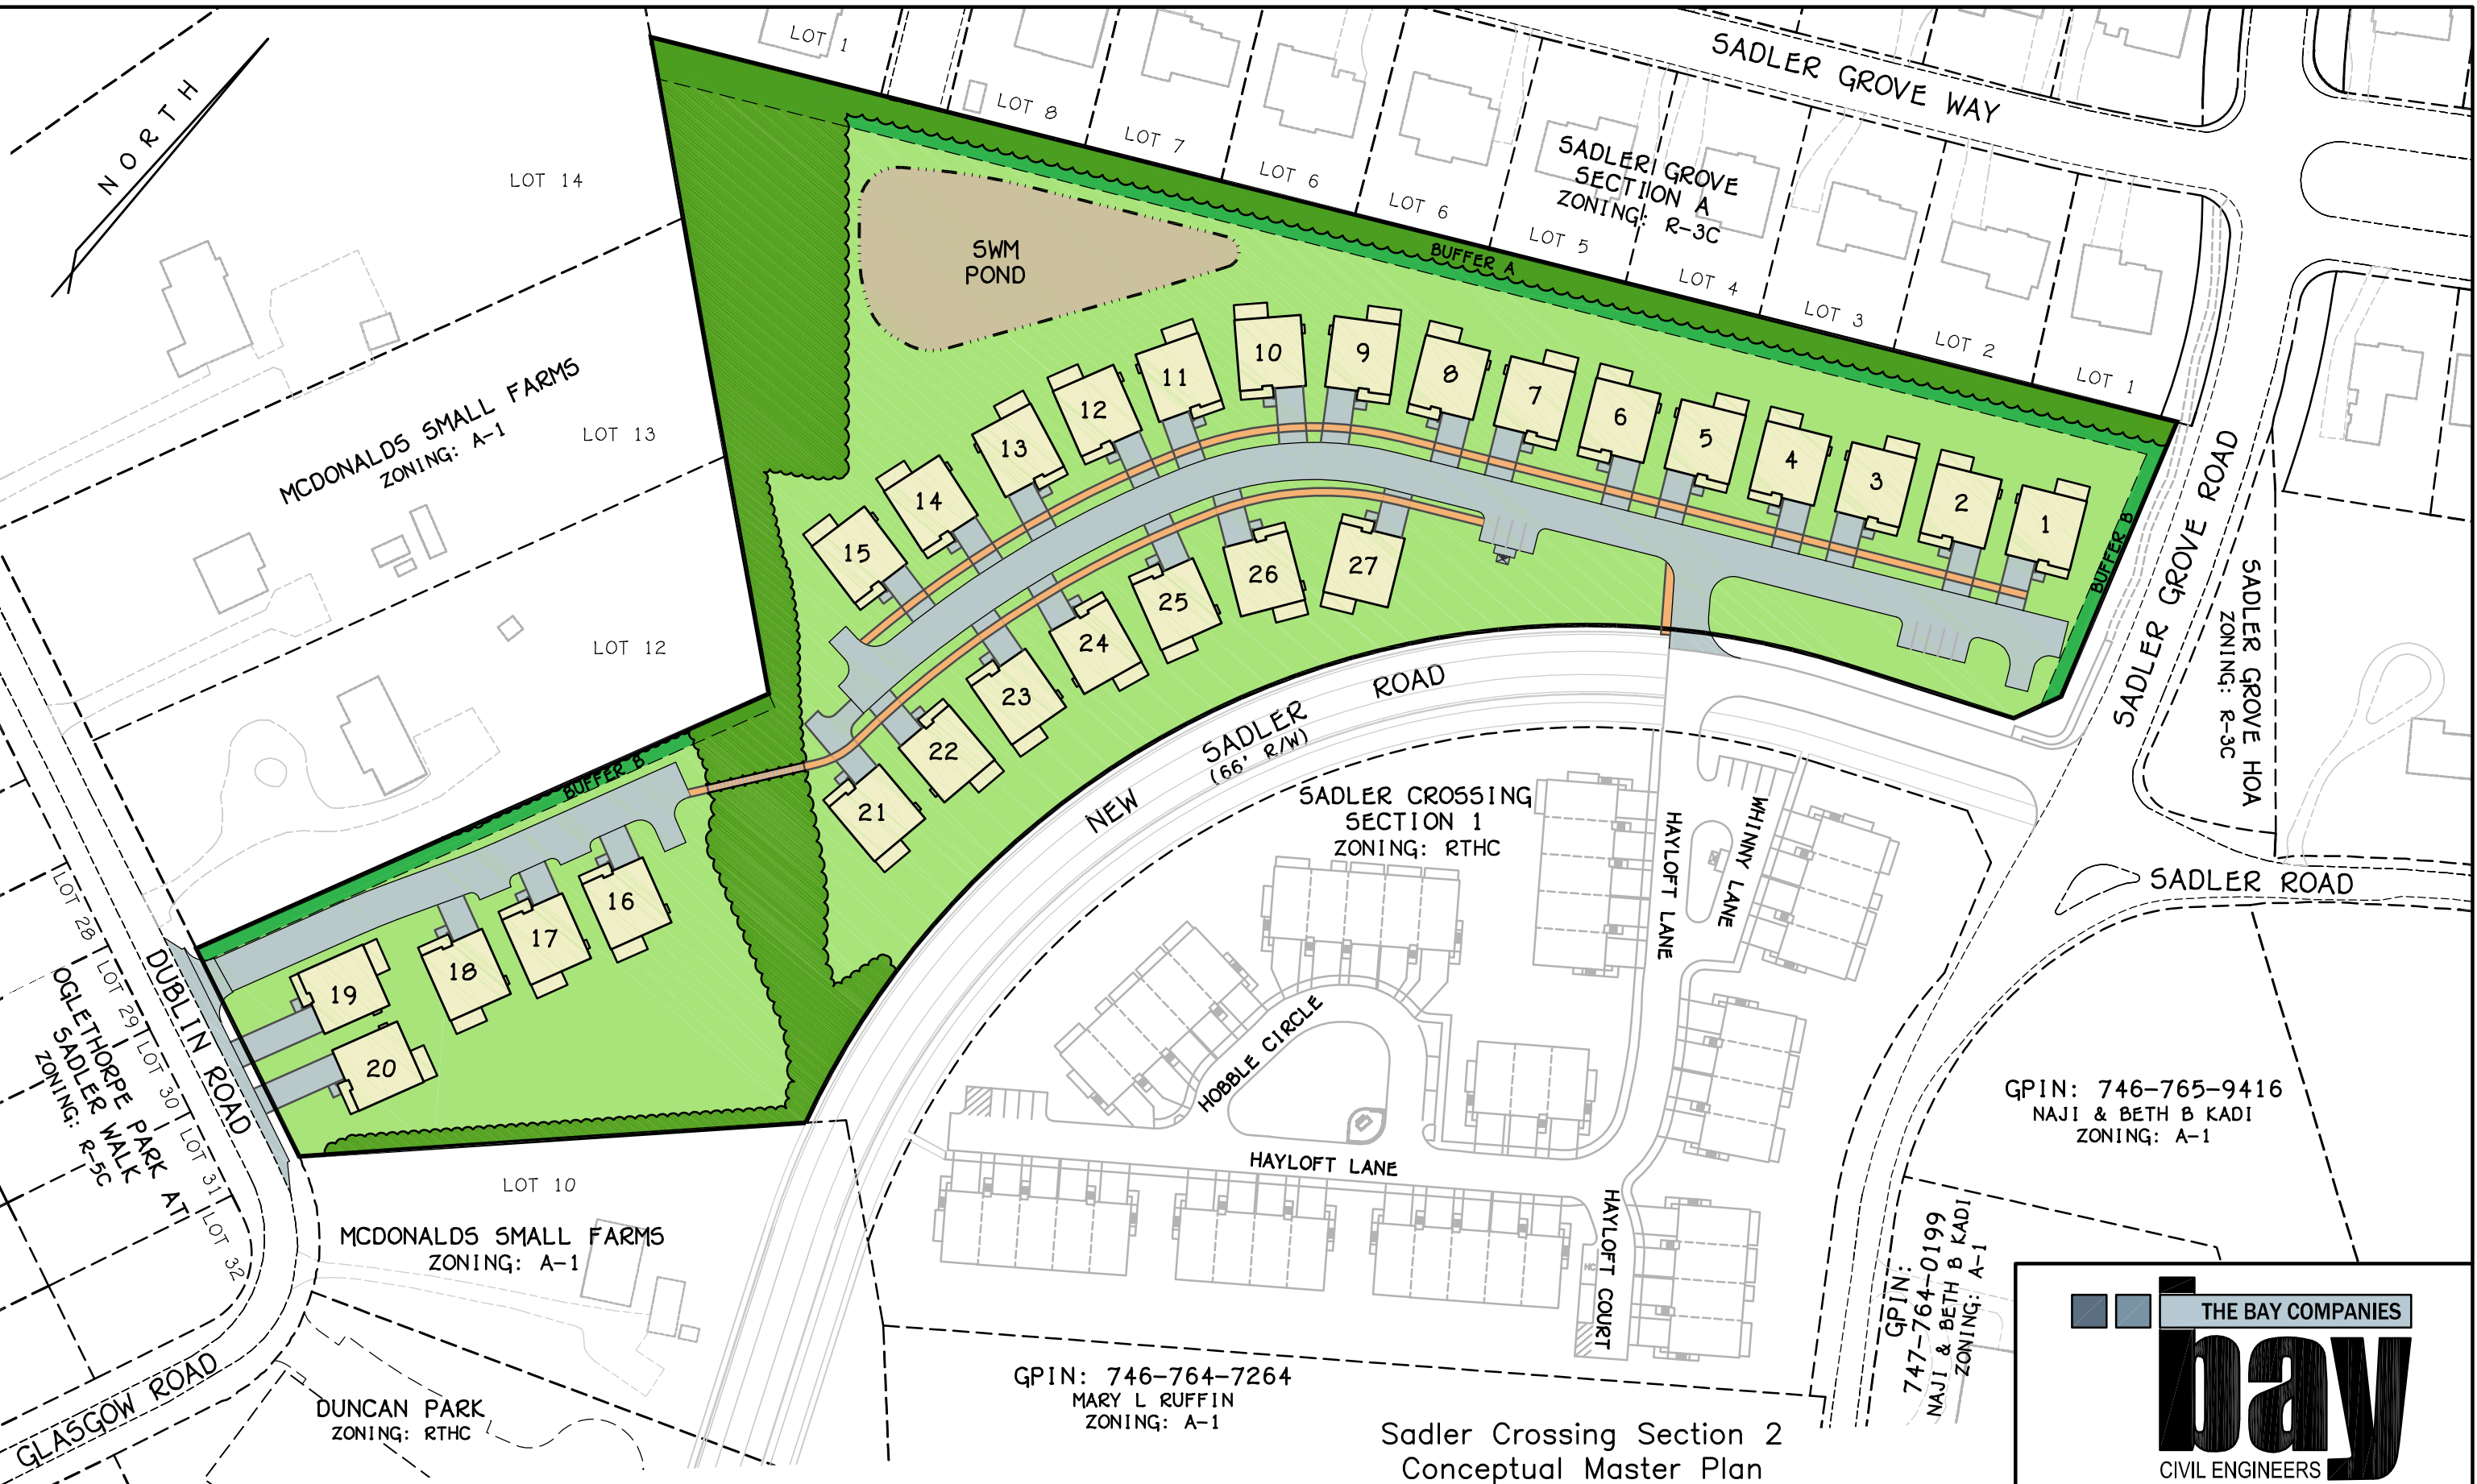 NORTH
LOT 1
LOT 8
LOT 7
LOT 6
LOT 6
LOT 5
LOT 4
LOT 3
LOT 2
LOT 1
SADLER GROVE WAY
SADLER GROVE
SECTION A
ZONING: R-3C
BUFFER A
LOT 14
SWM
POND
MCDONALDS SMALL FARMS
ZONING: A-1
LOT 13
LOT 12
10
9
8
7
6
5
4
3
2
1
11
12
13
14
15
27
26
25
24
23
22
21
BUFFER B
SADLER GROVE ROAD
SADLER GROVE HOA
ZONING: R-3C
NEW SADLER ROAD
(66' R/W)
BUFFER B
16
17
18
19
20
DUBLIN ROAD
LOT 28
LOT 29
LOT 30
LOT 31
LOT 32
OGLETHORPE PARK AT
SADLER WALK
ZONING: R-5C
SADLER CROSSING
SECTION 1
ZONING: RTHC
HAYLOFT LANE
WHINNY LANE
SADLER ROAD
HOBBLE CIRCLE
HAYLOFT LANE
HAYLOFT COURT
HC
LOT 10
MCDONALDS SMALL FARMS
ZONING: A-1
GPIN: 746-765-9416
NAJI & BETH B KADI
ZONING: A-1
GPIN:
747-764-0199
NAJI & BETH B KADI
ZONING: A-1
GLASGOW ROAD
DUNCAN PARK
ZONING: RTHC
GPIN: 746-764-7264
MARY L RUFFIN
ZONING: A-1
Sadler Crossing Section 2
Conceptual Master Plan
THE BAY COMPANIES
bay
CIVIL ENGINEERS